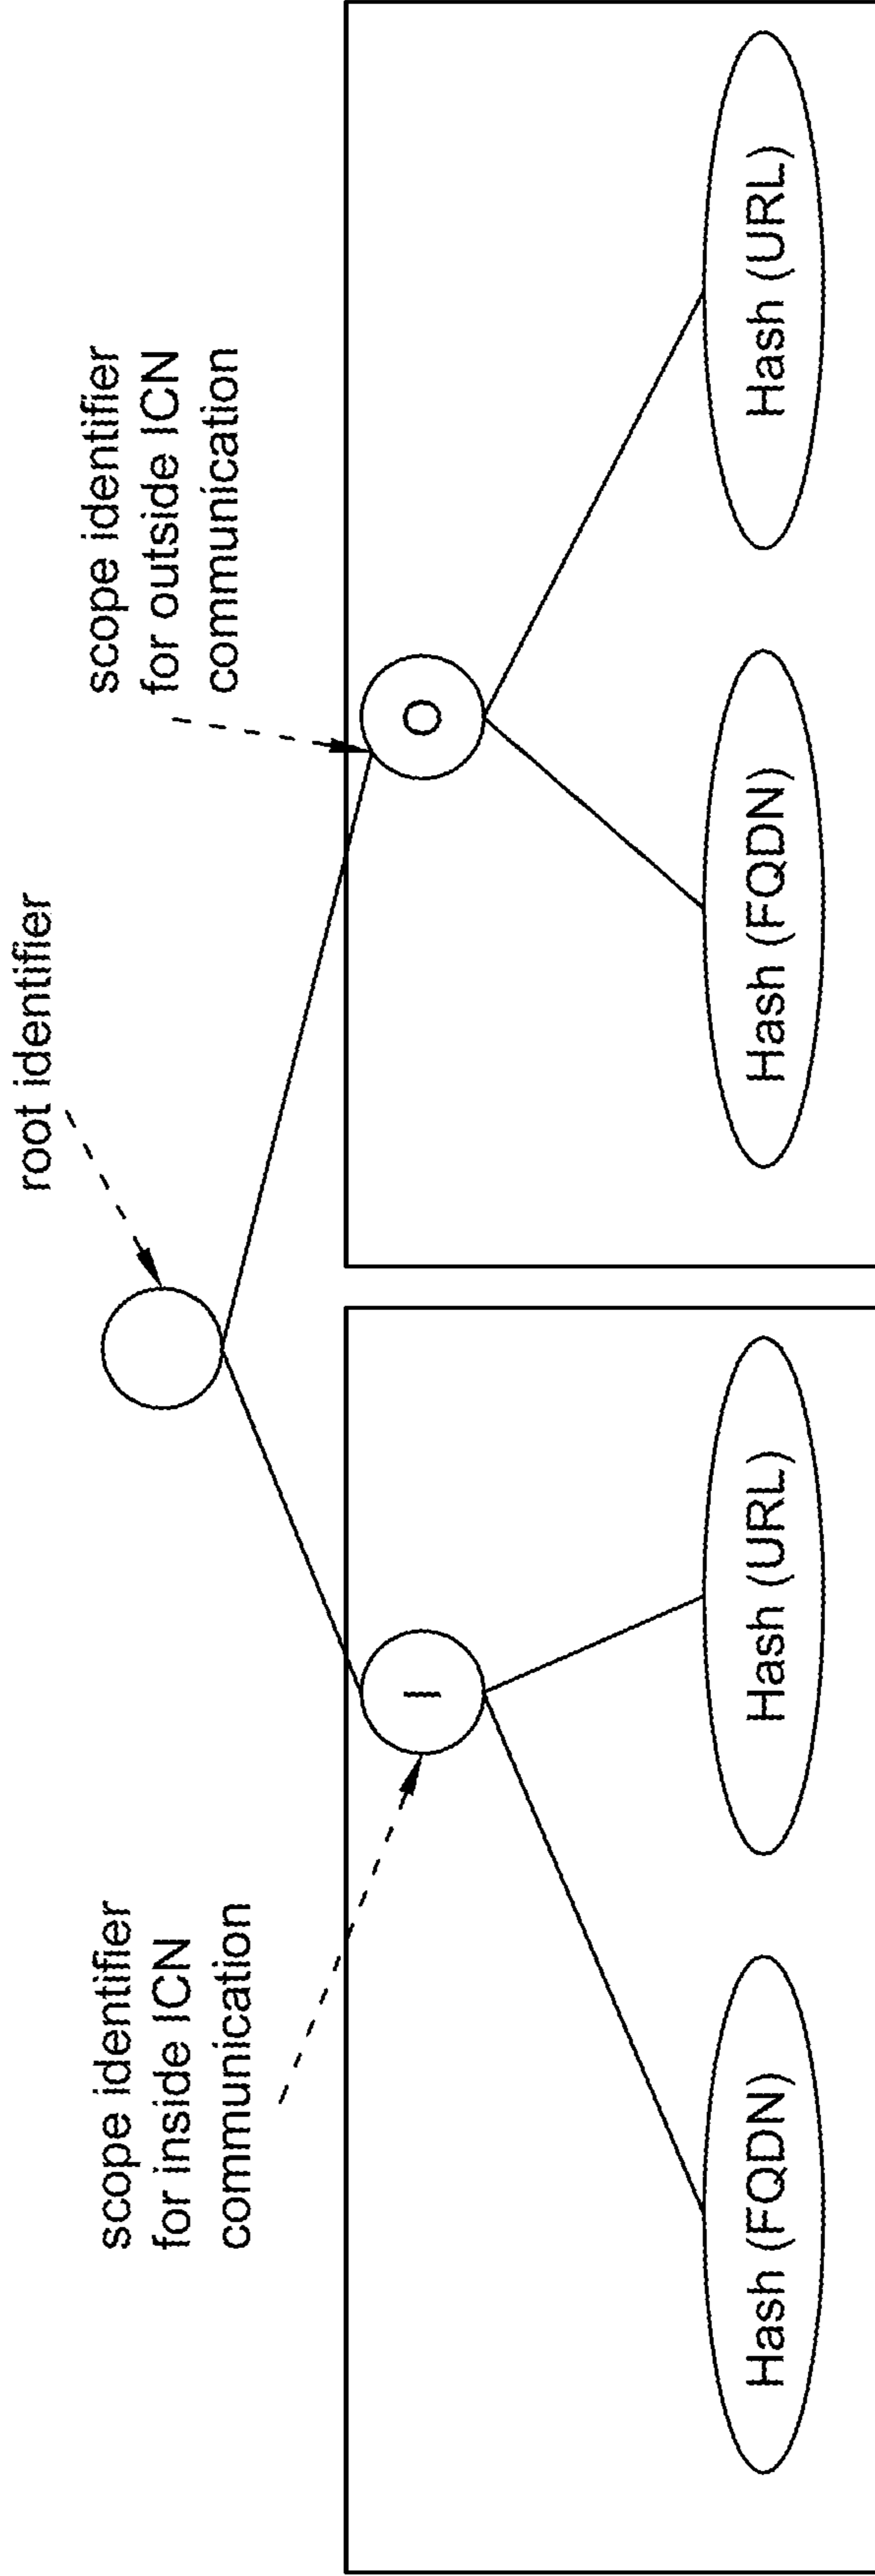 root identifier
scope identifier
for inside ICN
communication
scope identifier
for outside ICN
communication
I
O
Hash (FQDN)
Hash (URL)
Hash (FQDN)
Hash (URL)